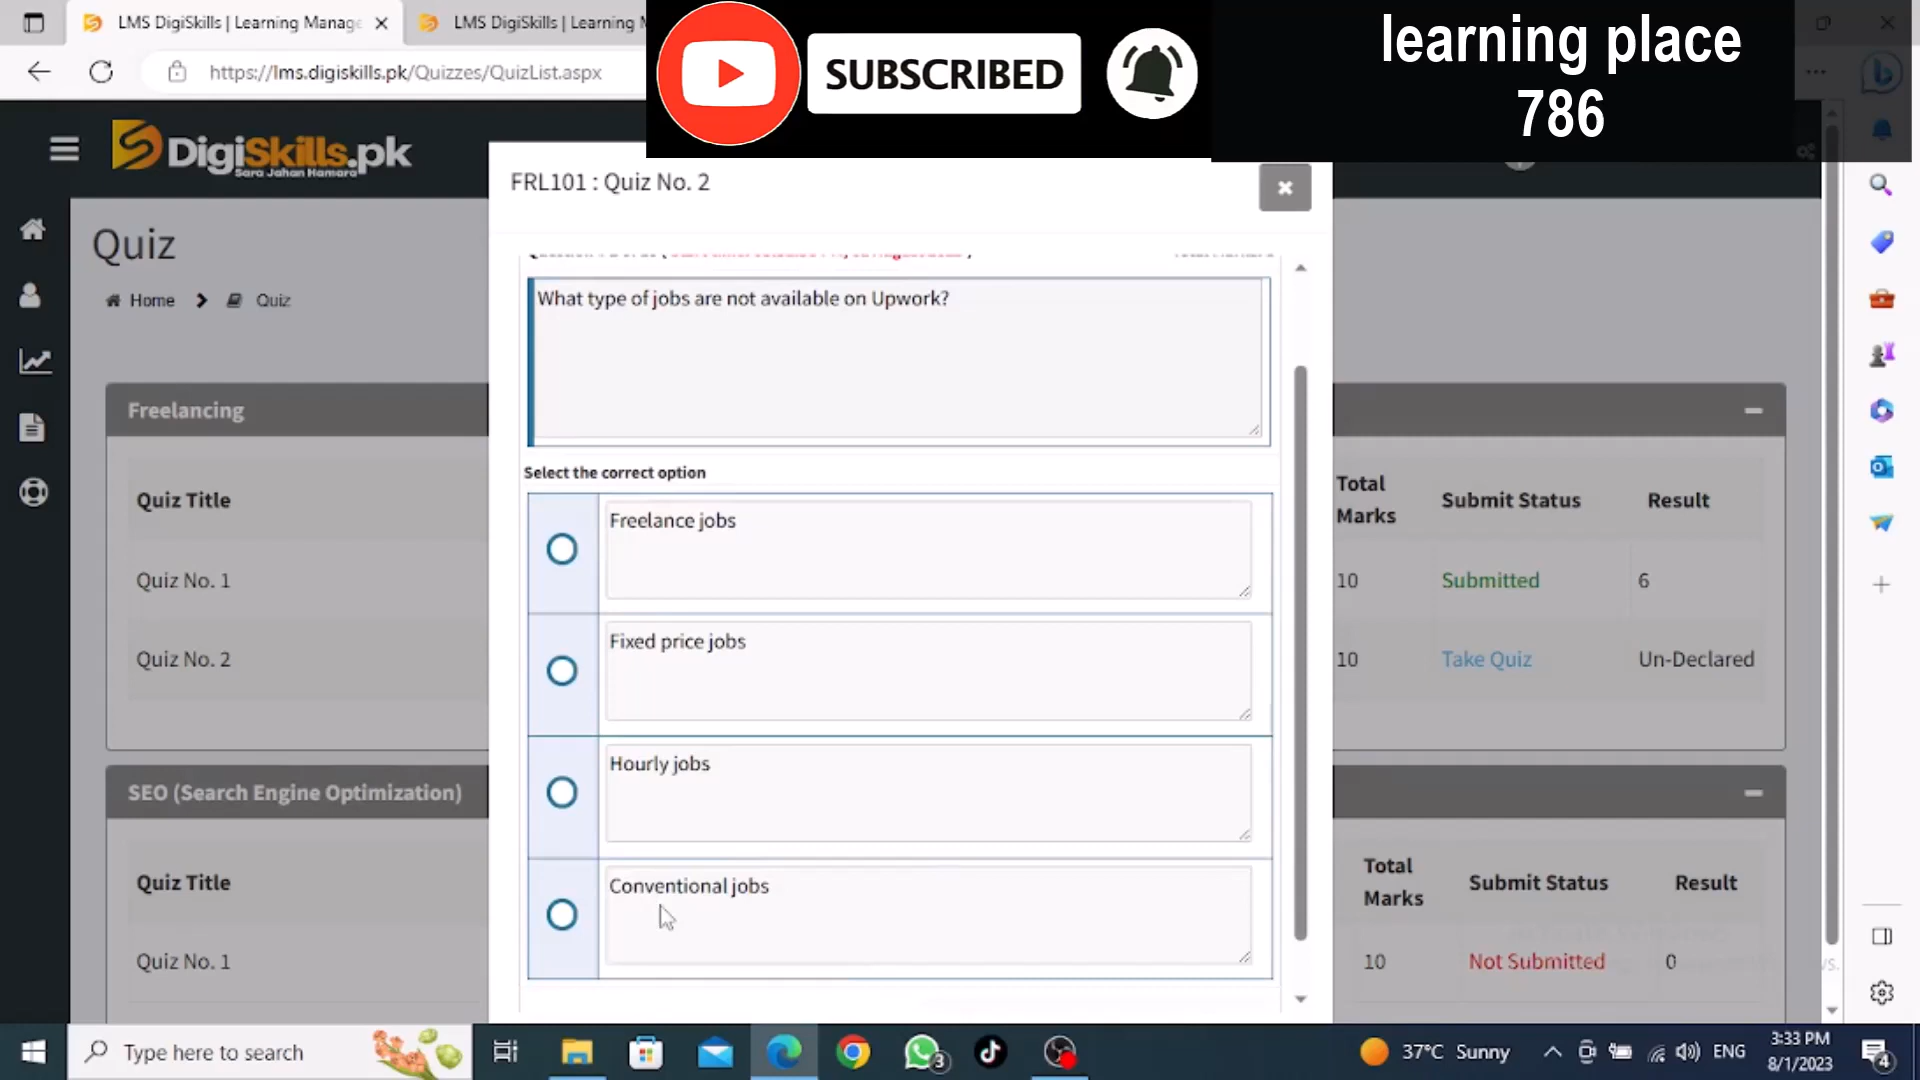 LMS DigiSkills | Learning Manage
LMS DigiSkills | Learning M
https://lms.digiskills.pk/Quizzes/QuizList.aspx
SUBSCRIBED
learning place
786
DigiSkills.pk
Sara Jahan Hamara
FRL101 : Quiz No. 2
Quiz
Home
Quiz
What type of jobs are not available on Upwork?
Select the correct option
Freelance jobs
Fixed price jobs
Hourly jobs
Conventional jobs
Freelancing
Quiz Title
Total Marks
Submit Status
Result
Quiz No. 1
10
Submitted
6
Quiz No. 2
10
Take Quiz
Un-Declared
SEO (Search Engine Optimization)
Quiz Title
Total Marks
Submit Status
Result
Quiz No. 1
10
Not Submitted
0
Type here to search
3
37°C Sunny
ENG
3:33 PM
8/1/2023
4